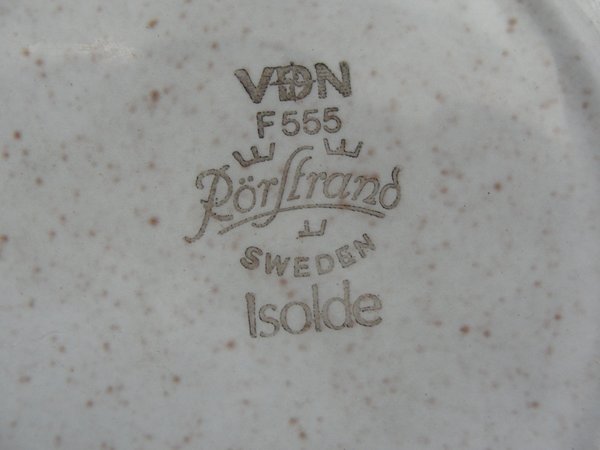 VDN
F555
Rörstrand
SWEDEN
Isolde